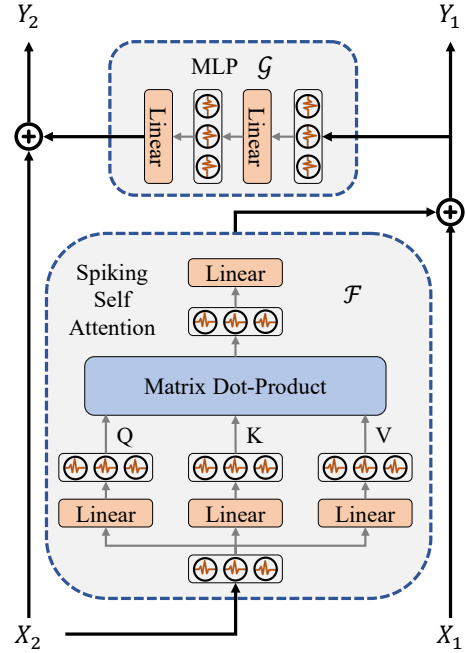 Y₂
Y₁
MLP 𝒢
Linear
Linear
Spiking
Self
Attention
Linear
ℱ
Matrix Dot-Product
Q
K
V
Linear
Linear
Linear
X₂
X₁